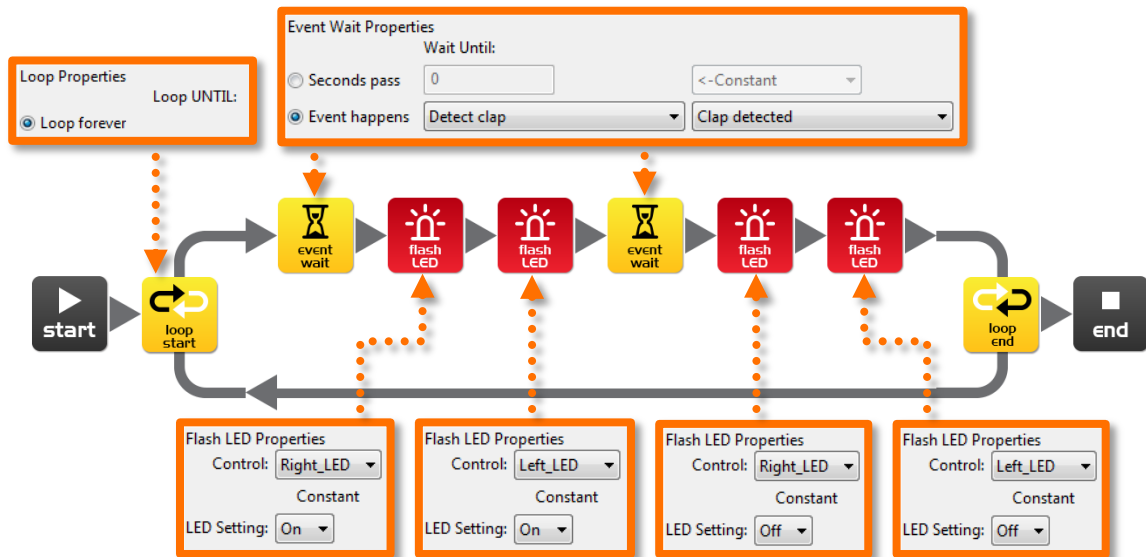 Event Wait Properties
Wait Until:
Seconds pass 0 <-Constant
Event happens Detect clap Clap detected
Loop Properties
Loop UNTIL:
Loop forever
event
wait
flash
LED
flash
LED
event
wait
flash
LED
flash
LED
start
loop
start
loop
end
end
Flash LED Properties
Control: Right_LED
Constant
LED Setting: On
Flash LED Properties
Control: Left_LED
Constant
LED Setting: On
Flash LED Properties
Control: Right_LED
Constant
LED Setting: Off
Flash LED Properties
Control: Left_LED
Constant
LED Setting: Off